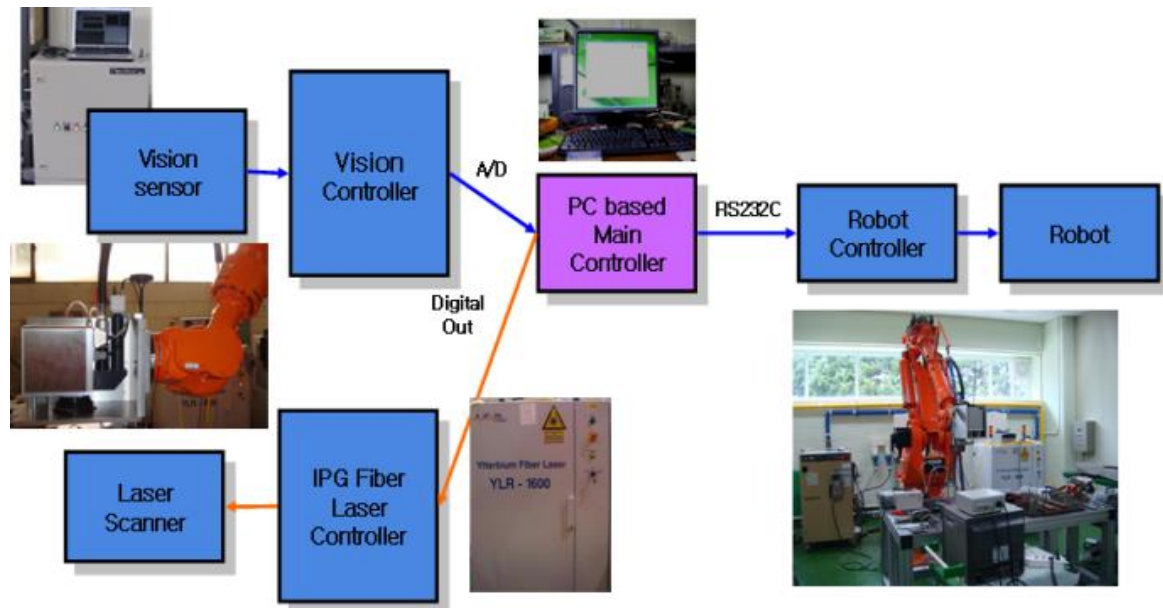 Vision
sensor
Vision
Controller
A/D
PC based
Main
Controller
RS232C
Robot
Controller
Robot
Digital
Out
Laser
Scanner
IPG Fiber
Laser
Controller
Ytterbium Fiber Laser
YLR - 1600